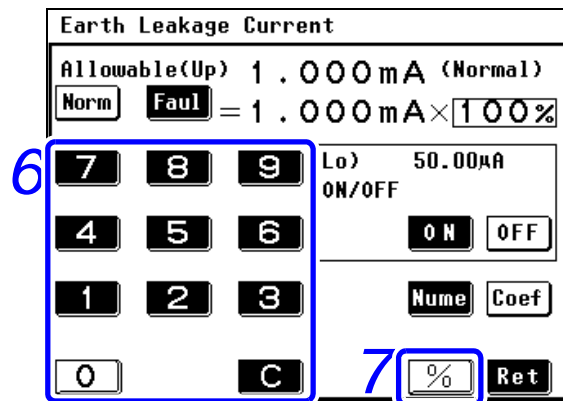 Earth Leakage Current
Allowable(Up) 1.000mA (Normal)
Norm Faul =1.000mA×100%
6
7 8 9 Lo) 50.00µA
ON/OFF
4 5 6 ON OFF
1 2 3 Nume Coef
0 C 7 % Ret